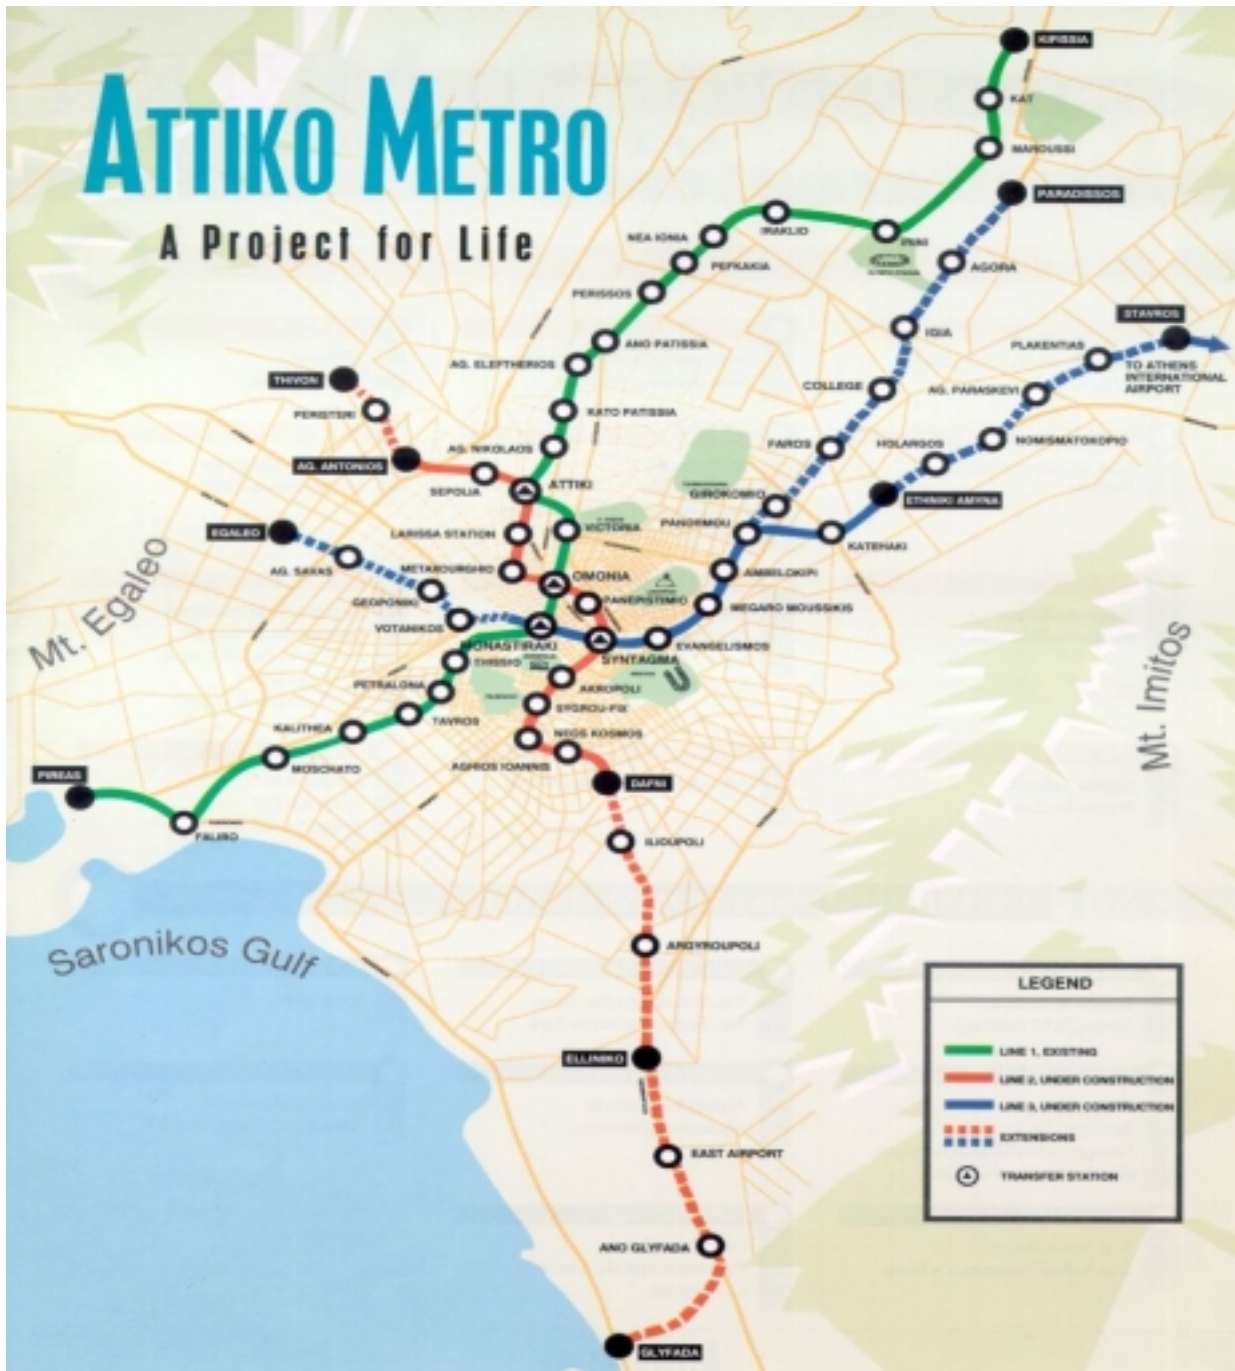 ATTIKO METRO
A Project for Life
KIFISSIA
KAT
MAROUSSI
PARADISSOS
IRAKLIO
NEA IONIA
PEFKAKIA
AGORA
PERISSOS
STAVROS
IGIA
ANO PATISSIA
PLAKENTIAS
AG. ELEFTHERIOS
TO ATHENS
INTERNATIONAL
AIRPORT
THIVON
COLLEGE
AG. PARASKEVI
PERISTERI
KATO PATISSIA
FAROS
HOLARGOS
NOMISMATOKOPIO
AG. NIKOLAOS
AG. ANTONIOS
SEPOLIA
ATTIKI
GIROKOMIO
ETHNIKI AMYNA
EGALEO
LARISSA STATION
VICTORIA
PANORMOU
KATEHAKI
AG. SAVAS
METAXOURGHIO
OMONIA
AMBELOKIPI
GEOPONIKI
PANEPISTIMIO
MEGARO MOUSSIKIS
VOTANIKOS
Mt. Egaleo
MONASTIRAKI
SYNTAGMA
EVANGELISMOS
THISSIO
PETRALONA
AKROPOLI
SYGROU-FIX
TAVROS
KALITHEA
NEOS KOSMOS
Mt. Imitos
MOSCHATO
AGHIOS IOANNIS
PIREAS
DAFNI
FALIRO
ILIOUPOLI
Saronikos Gulf
ARGYROUPOLI
LEGEND
LINE 1, EXISTING
LINE 2, UNDER CONSTRUCTION
LINE 3, UNDER CONSTRUCTION
EXTENSIONS
TRANSFER STATION
ELLINIKO
EAST AIRPORT
ANO GLYFADA
GLYFADA